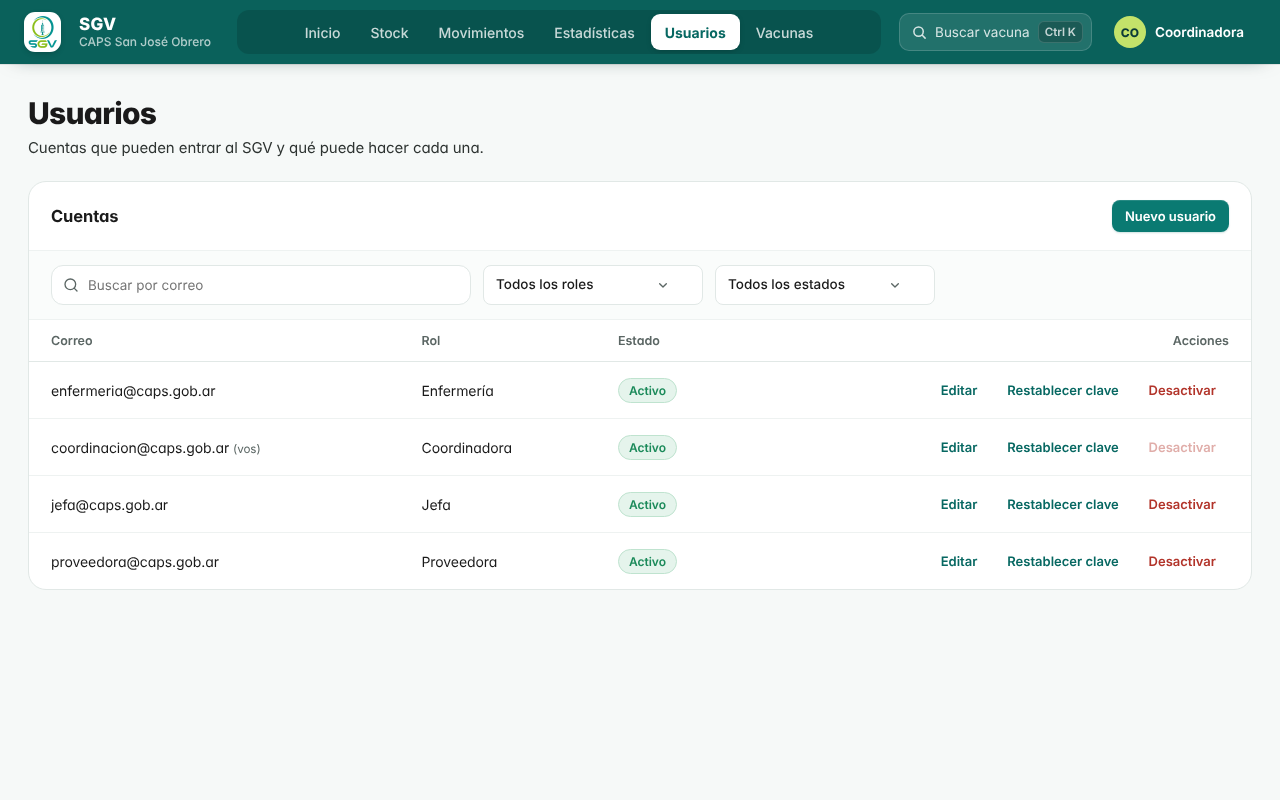 SGV
SGV
CAPS San José Obrero
Inicio
Stock
Movimientos
Estadísticas
Usuarios
Vacunas
Buscar vacuna
Ctrl K
CO
Coordinadora
Usuarios
Cuentas que pueden entrar al SGV y qué puede hacer cada una.
Cuentas
Nuevo usuario
Buscar por correo
Todos los roles
Todos los estados
Correo Rol Estado Acciones
enfermeria@caps.gob.ar Enfermería Activo Editar Restablecer clave Desactivar
coordinacion@caps.gob.ar (vos) Coordinadora Activo Editar Restablecer clave Desactivar
jefa@caps.gob.ar Jefa Activo Editar Restablecer clave Desactivar
proveedora@caps.gob.ar Proveedora Activo Editar Restablecer clave Desactivar